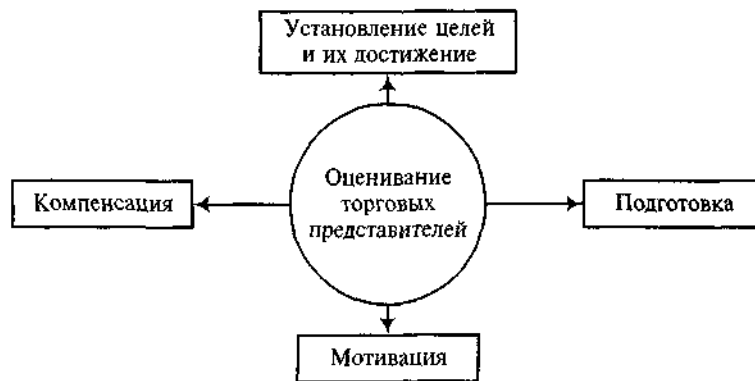 Установление целей
и их достижение
Компенсация
Оценивание
торговых
представителей
Подготовка
Мотивация